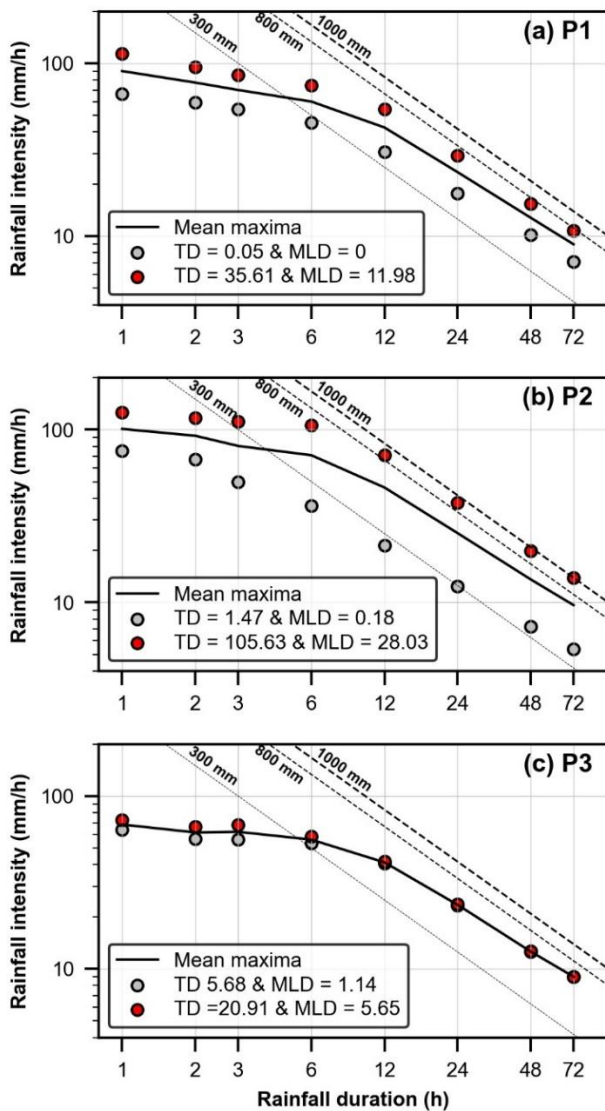 300 mm
800 mm
1000 mm
(a) P1
100
10
Rainfall intensity (mm/h)
Mean maxima
TD = 0.05 & MLD = 0
TD = 35.61 & MLD = 11.98
1 2 3 6 12 24 48 72
300 mm
800 mm
1000 mm
(b) P2
100
10
Rainfall intensity (mm/h)
Mean maxima
TD = 1.47 & MLD = 0.18
TD = 105.63 & MLD = 28.03
1 2 3 6 12 24 48 72
300 mm
800 mm
1000 mm
(c) P3
100
10
Rainfall intensity (mm/h)
Mean maxima
TD 5.68 & MLD = 1.14
TD =20.91 & MLD = 5.65
1 2 3 6 12 24 48 72
Rainfall duration (h)